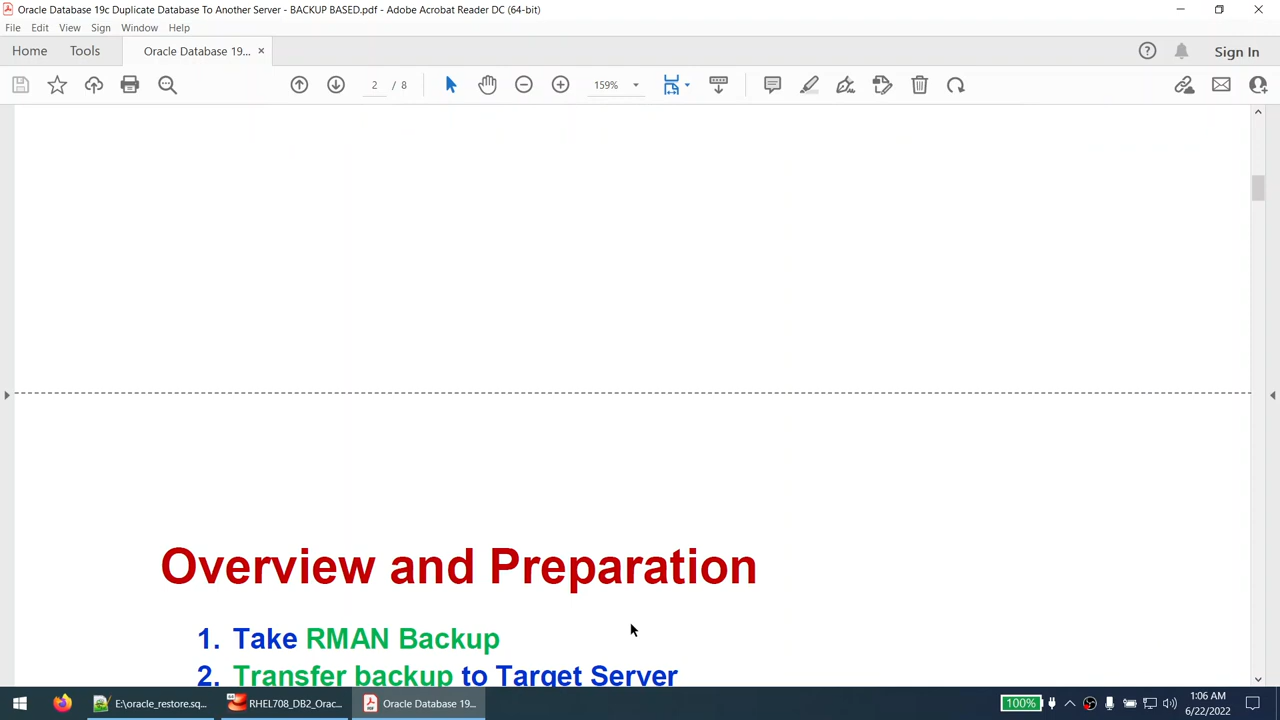 Oracle Database 19c Duplicate Database To Another Server - BACKUP BASED.pdf - Adobe Acrobat Reader DC (64-bit)
File Edit View Sign Window Help
Home Tools Oracle Database 19... × Sign In
2 / 8 159%
Overview and Preparation
1. Take RMAN Backup
2. Transfer backup to Target Server
100% 1:06 AM
E:\oracle_restore.sq... RHEL708_DB2_Orac... Oracle Database 19... 6/22/2022